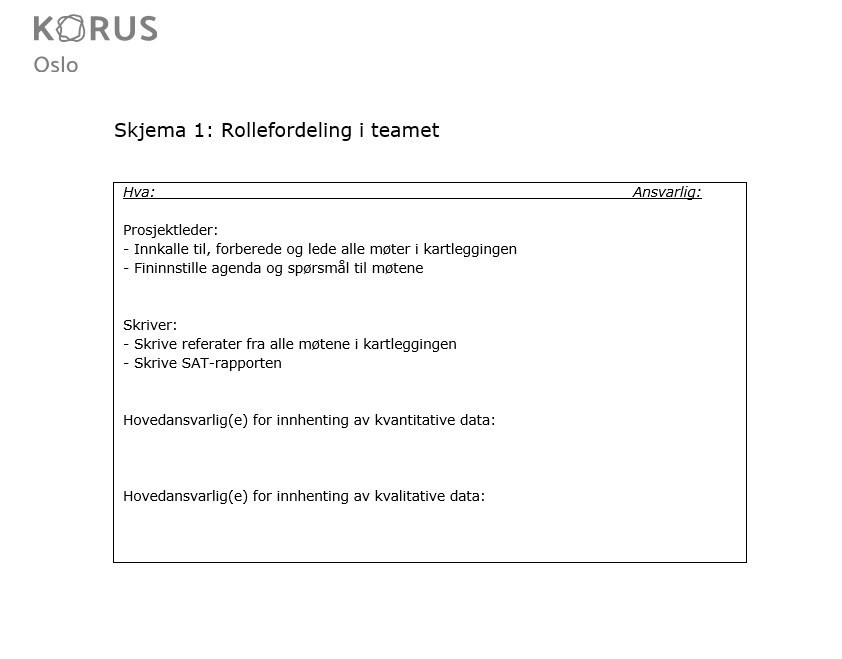 KORUS
Oslo
Skjema 1: Rollefordeling i teamet
Hva: Ansvarlig:
Prosjektleder:
- Innkalle til, forberede og lede alle møter i kartleggingen
- Fininnstille agenda og spørsmål til møtene
Skriver:
- Skrive referater fra alle møtene i kartleggingen
- Skrive SAT-rapporten
Hovedansvarlig(e) for innhenting av kvantitative data:
Hovedansvarlig(e) for innhenting av kvalitative data: